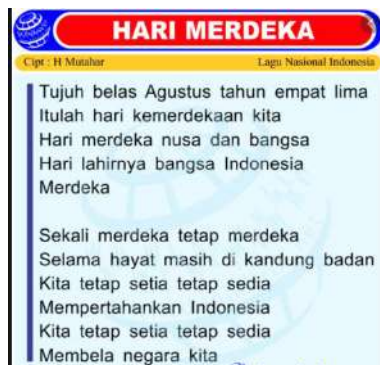 HARI MERDEKA
Cipt : H Mutahar
Lagu Nasional Indonesia
Tujuh belas Agustus tahun empat lima
Itulah hari kemerdekaan kita
Hari merdeka nusa dan bangsa
Hari lahirnya bangsa Indonesia
Merdeka
Sekali merdeka tetap merdeka
Selama hayat masih di kandung badan
Kita tetap setia tetap sedia
Mempertahankan Indonesia
Kita tetap setia tetap sedia
Membela negara kita